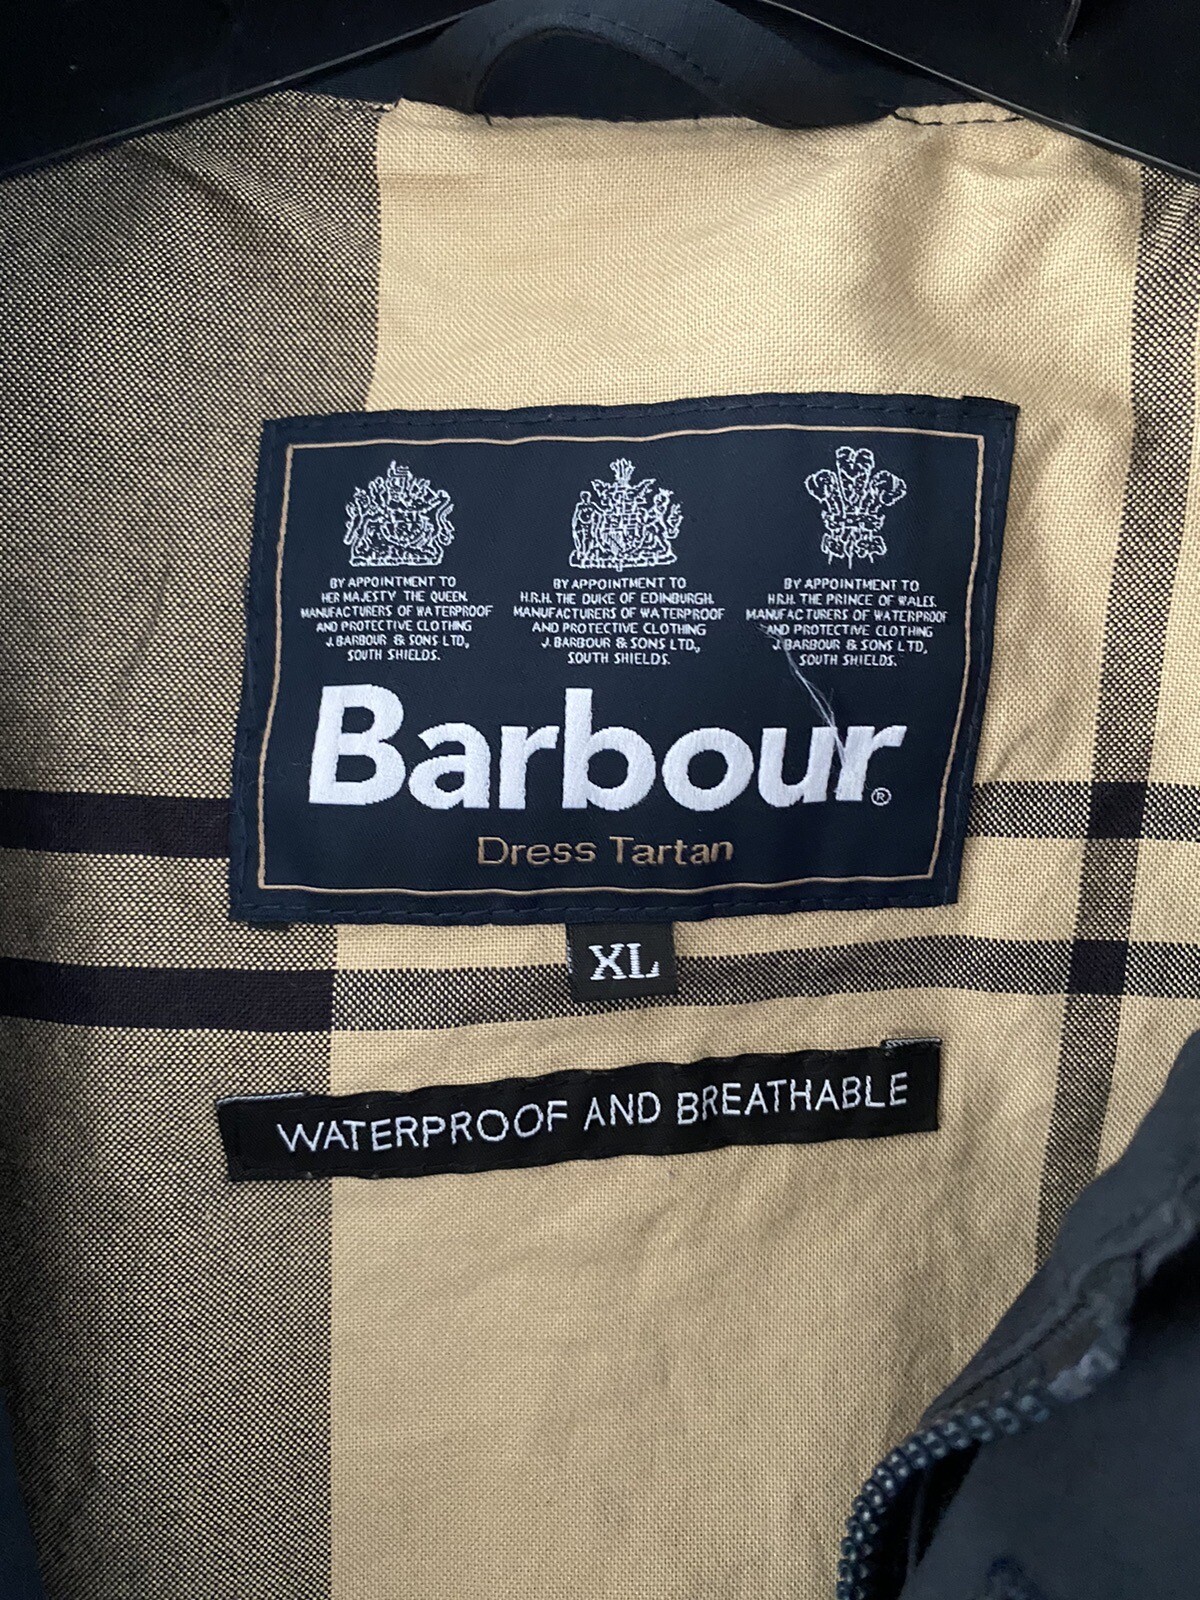 BY APPOINTMENT TO
HER MAJESTY THE QUEEN.
MANUFACTURERS OF WATERPROOF
AND PROTECTIVE CLOTHING
J. BARBOUR & SONS LTD.,
SOUTH SHIELDS.
BY APPOINTMENT TO
H.R.H. THE DUKE OF EDINBURGH.
MANUFACTURERS OF WATERPROOF
AND PROTECTIVE CLOTHING
J. BARBOUR & SONS LTD.,
SOUTH SHIELDS.
BY APPOINTMENT TO
H.R.H. THE PRINCE OF WALES.
MANUFACTURERS OF WATERPROOF
AND PROTECTIVE CLOTHING
J. BARBOUR & SONS LTD,
SOUTH SHIELDS.
Barbour®
Dress Tartan
XL
WATERPROOF AND BREATHABLE